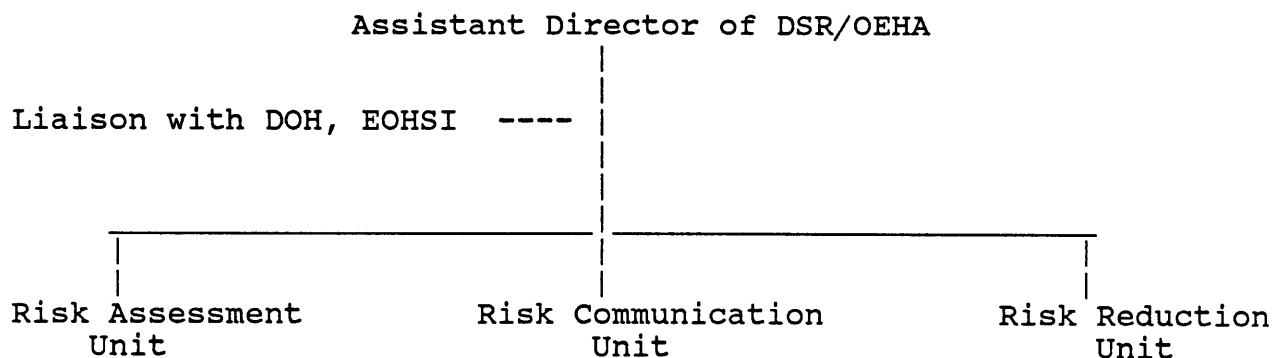 Assistant Director of DSR/OEHA
Liaison with DOH, EOHSI ----
Risk Assessment Risk Communication Risk Reduction
Unit Unit Unit